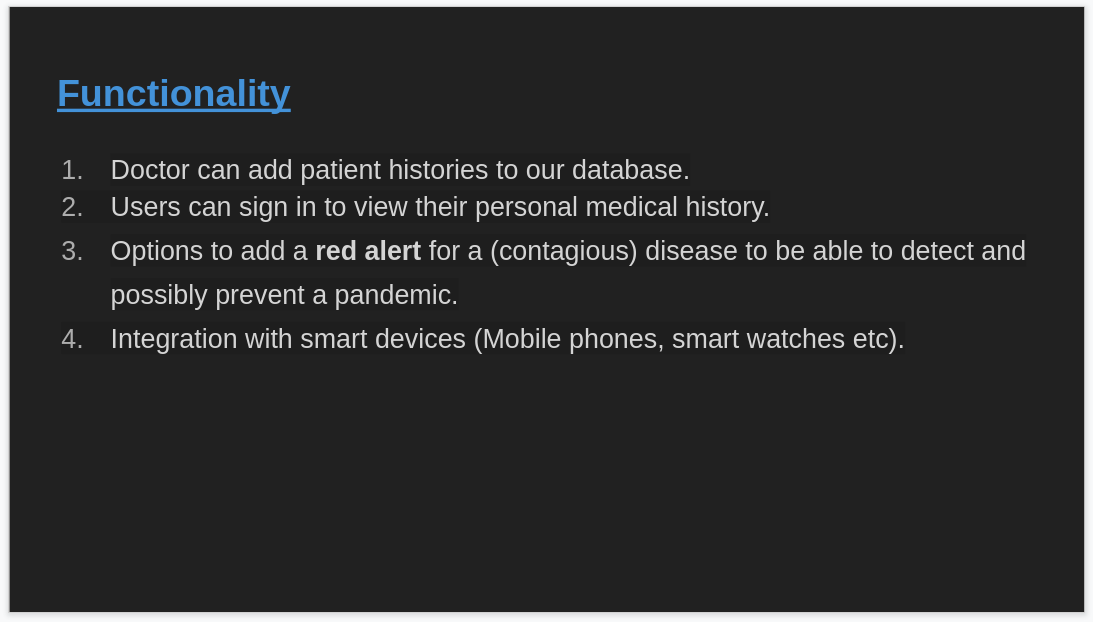 Functionality
1. Doctor can add patient histories to our database.
2. Users can sign in to view their personal medical history.
3. Options to add a red alert for a (contagious) disease to be able to detect and
possibly prevent a pandemic.
4. Integration with smart devices (Mobile phones, smart watches etc).